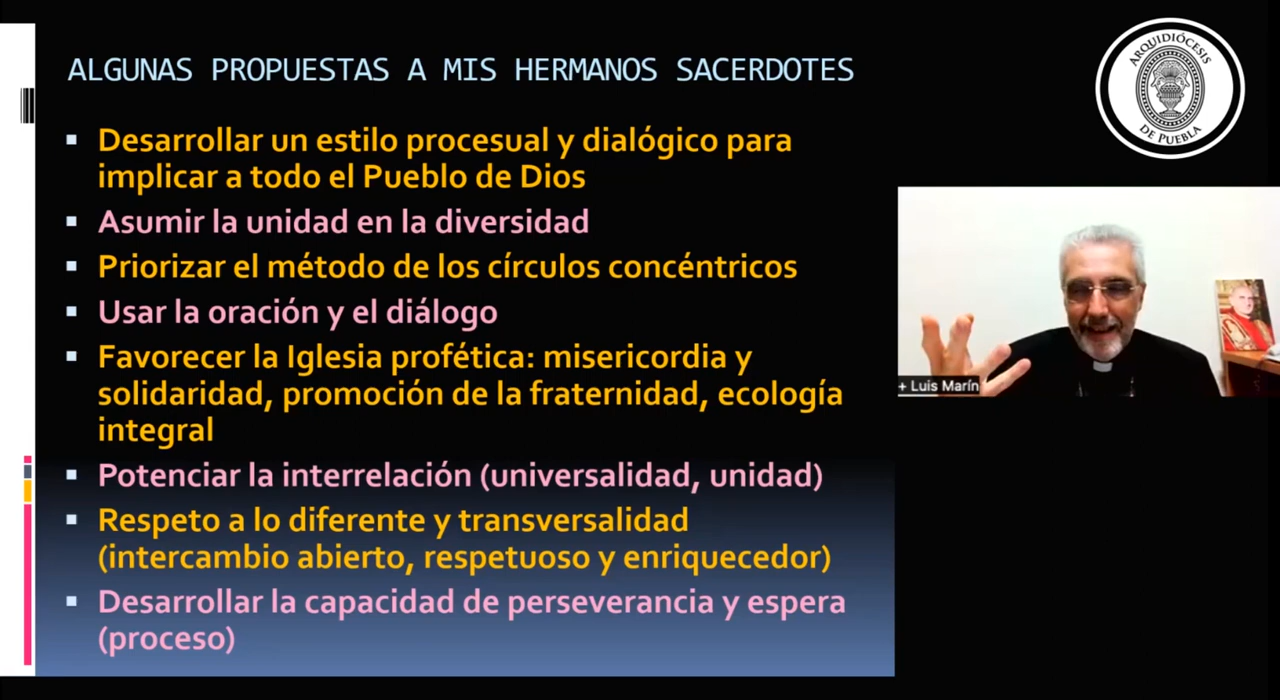 ALGUNAS PROPUESTAS A MIS HERMANOS SACERDOTES
Desarrollar un estilo procesual y dialógico para
implicar a todo el Pueblo de Dios
Asumir la unidad en la diversidad
Priorizar el método de los círculos concéntricos
Usar la oración y el diálogo
Favorecer la Iglesia profética: misericordia y
solidaridad, promoción de la fraternidad, ecología
integral
Potenciar la interrelación (universalidad, unidad)
Respeto a lo diferente y transversalidad
(intercambio abierto, respetuoso y enriquecedor)
Desarrollar la capacidad de perseverancia y espera
(proceso)
ARQUIDIÓCESIS
DE PUEBLA
+ Luis Marín